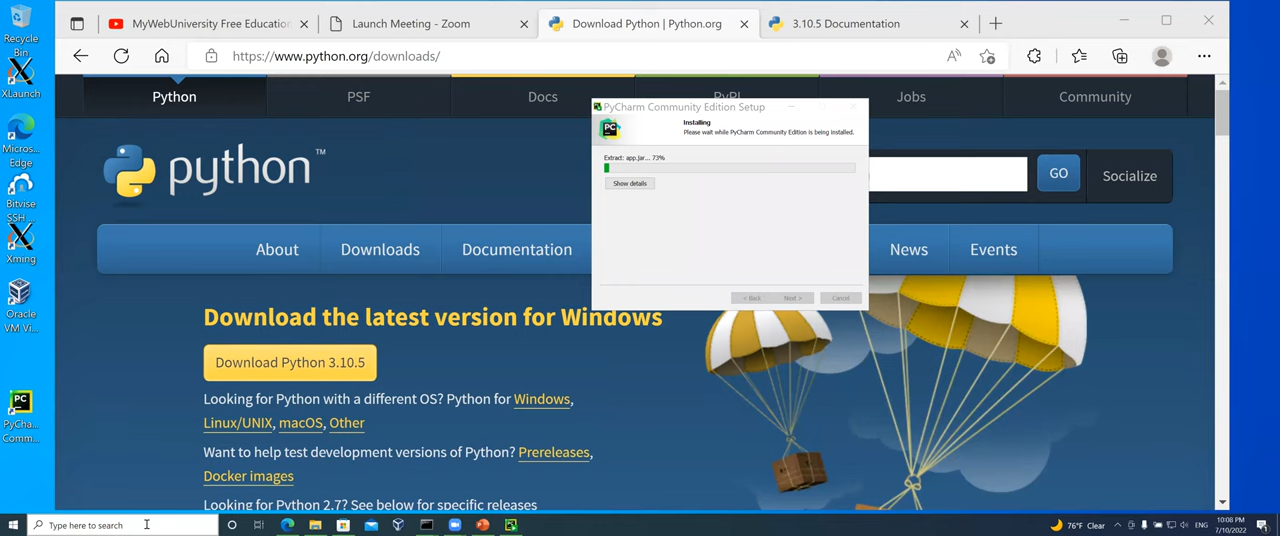 Recycle
Bin
XLaunch
Micros...
Edge
Bitvise
SSH ...
Xming
Oracle
VM Vi...
PyCha...
Comm...
MyWebUniversity Free Education
Launch Meeting - Zoom
Download Python | Python.org
3.10.5 Documentation
https://www.python.org/downloads/
Python
PSF
Docs
PyPI
Jobs
Community
python™
GO
Socialize
About
Downloads
Documentation
News
Events
PyCharm Community Edition Setup
PC
Installing
Please wait while PyCharm Community Edition is being installed.
Extract: app.jar... 73%
Show details
< Back
Next >
Cancel
Download the latest version for Windows
Download Python 3.10.5
Looking for Python with a different OS? Python for Windows,
Linux/UNIX, macOS, Other
Want to help test development versions of Python? Prereleases,
Docker images
Looking for Python 2.7? See below for specific releases
Type here to search
76°F Clear
ENG
10:08 PM
7/10/2022